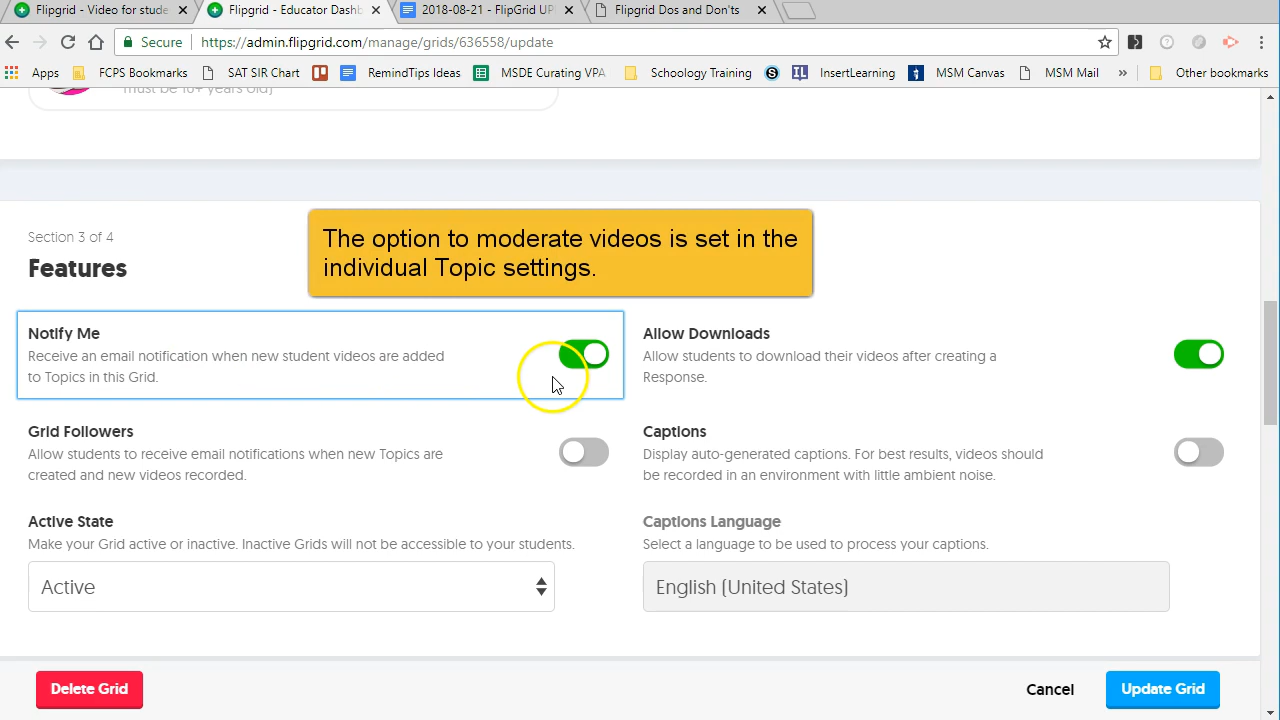 Flipgrid - Video for stude
Flipgrid - Educator Dashb
2018-08-21 - FlipGrid UP
Flipgrid Dos and Don'ts
Secure
https://admin.flipgrid.com/manage/grids/636558/update
Apps
FCPS Bookmarks
SAT SIR Chart
RemindTips Ideas
MSDE Curating VPA
Schoology Training
InsertLearning
MSM Canvas
MSM Mail
»
Other bookmarks
must be 16+ years old)
Section 3 of 4
Features
The option to moderate videos is set in the
individual Topic settings.
Notify Me
Receive an email notification when new student videos are added
to Topics in this Grid.
Allow Downloads
Allow students to download their videos after creating a
Response.
Grid Followers
Allow students to receive email notifications when new Topics are
created and new videos recorded.
Captions
Display auto-generated captions. For best results, videos should
be recorded in an environment with little ambient noise.
Active State
Make your Grid active or inactive. Inactive Grids will not be accessible to your students.
Active
Captions Language
Select a language to be used to process your captions.
English (United States)
Delete Grid
Cancel
Update Grid